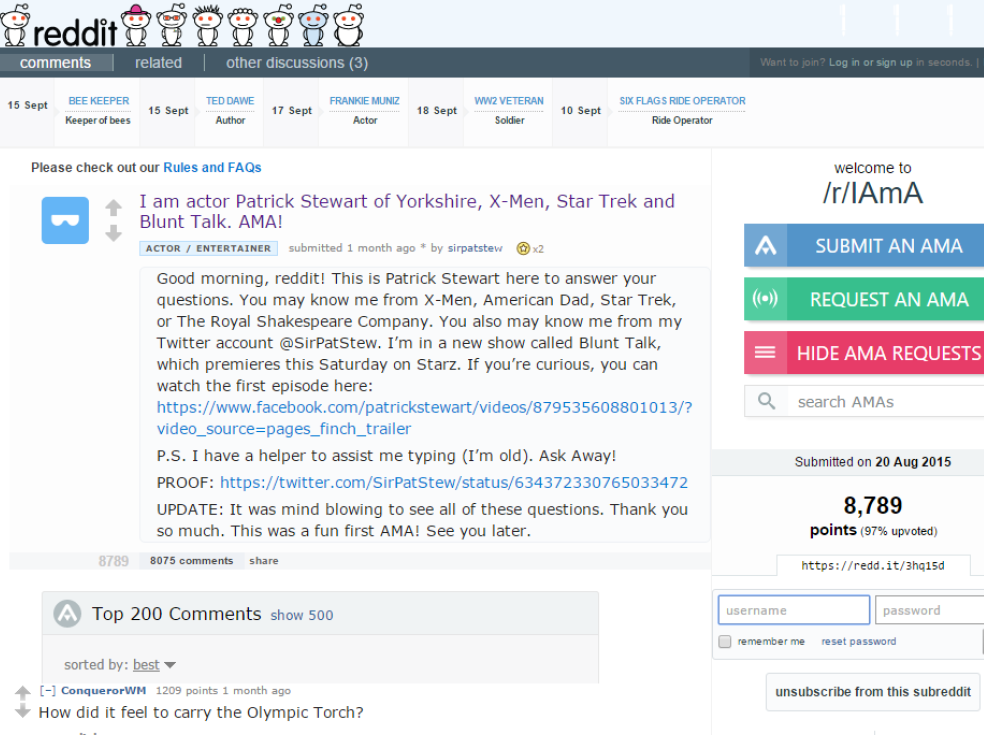 reddit
comments related other discussions (3)
Want to join? Log in or sign up in seconds. |
15 Sept BEE KEEPER Keeper of bees
15 Sept TED DAWE Author
17 Sept FRANKIE MUNIZ Actor
18 Sept WW2 VETERAN Soldier
10 Sept SIX FLAGS RIDE OPERATOR Ride Operator
Please check out our Rules and FAQs
I am actor Patrick Stewart of Yorkshire, X-Men, Star Trek and
Blunt Talk. AMA!
ACTOR / ENTERTAINER submitted 1 month ago * by sirpatstew x2
Good morning, reddit! This is Patrick Stewart here to answer your
questions. You may know me from X-Men, American Dad, Star Trek,
or The Royal Shakespeare Company. You also may know me from my
Twitter account @SirPatStew. I'm in a new show called Blunt Talk,
which premieres this Saturday on Starz. If you're curious, you can
watch the first episode here:
https://www.facebook.com/patrickstewart/videos/879535608801013/?
video_source=pages_finch_trailer
P.S. I have a helper to assist me typing (I'm old). Ask Away!
PROOF: https://twitter.com/SirPatStew/status/634372330765033472
UPDATE: It was mind blowing to see all of these questions. Thank you
so much. This was a fun first AMA! See you later.
8789 8075 comments share
Top 200 Comments show 500
sorted by: best
[-] ConquerorWM 1209 points 1 month ago
How did it feel to carry the Olympic Torch?
welcome to
/r/IAmA
SUBMIT AN AMA
REQUEST AN AMA
HIDE AMA REQUESTS
search AMAs
Submitted on 20 Aug 2015
8,789
points (97% upvoted)
https://redd.it/3hq15d
username password
remember me reset password
unsubscribe from this subreddit